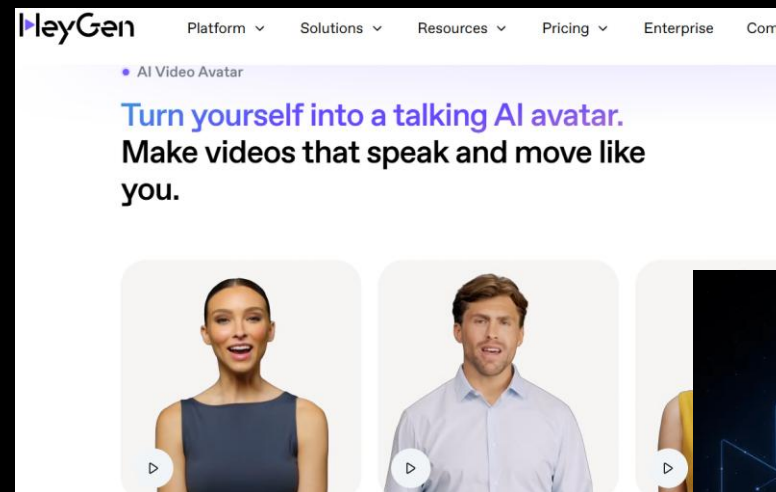 HeyGen
Platform Solutions Resources Pricing Enterprise
AI Video Avatar
Turn yourself into a talking AI avatar.
Make videos that speak and move like
you.